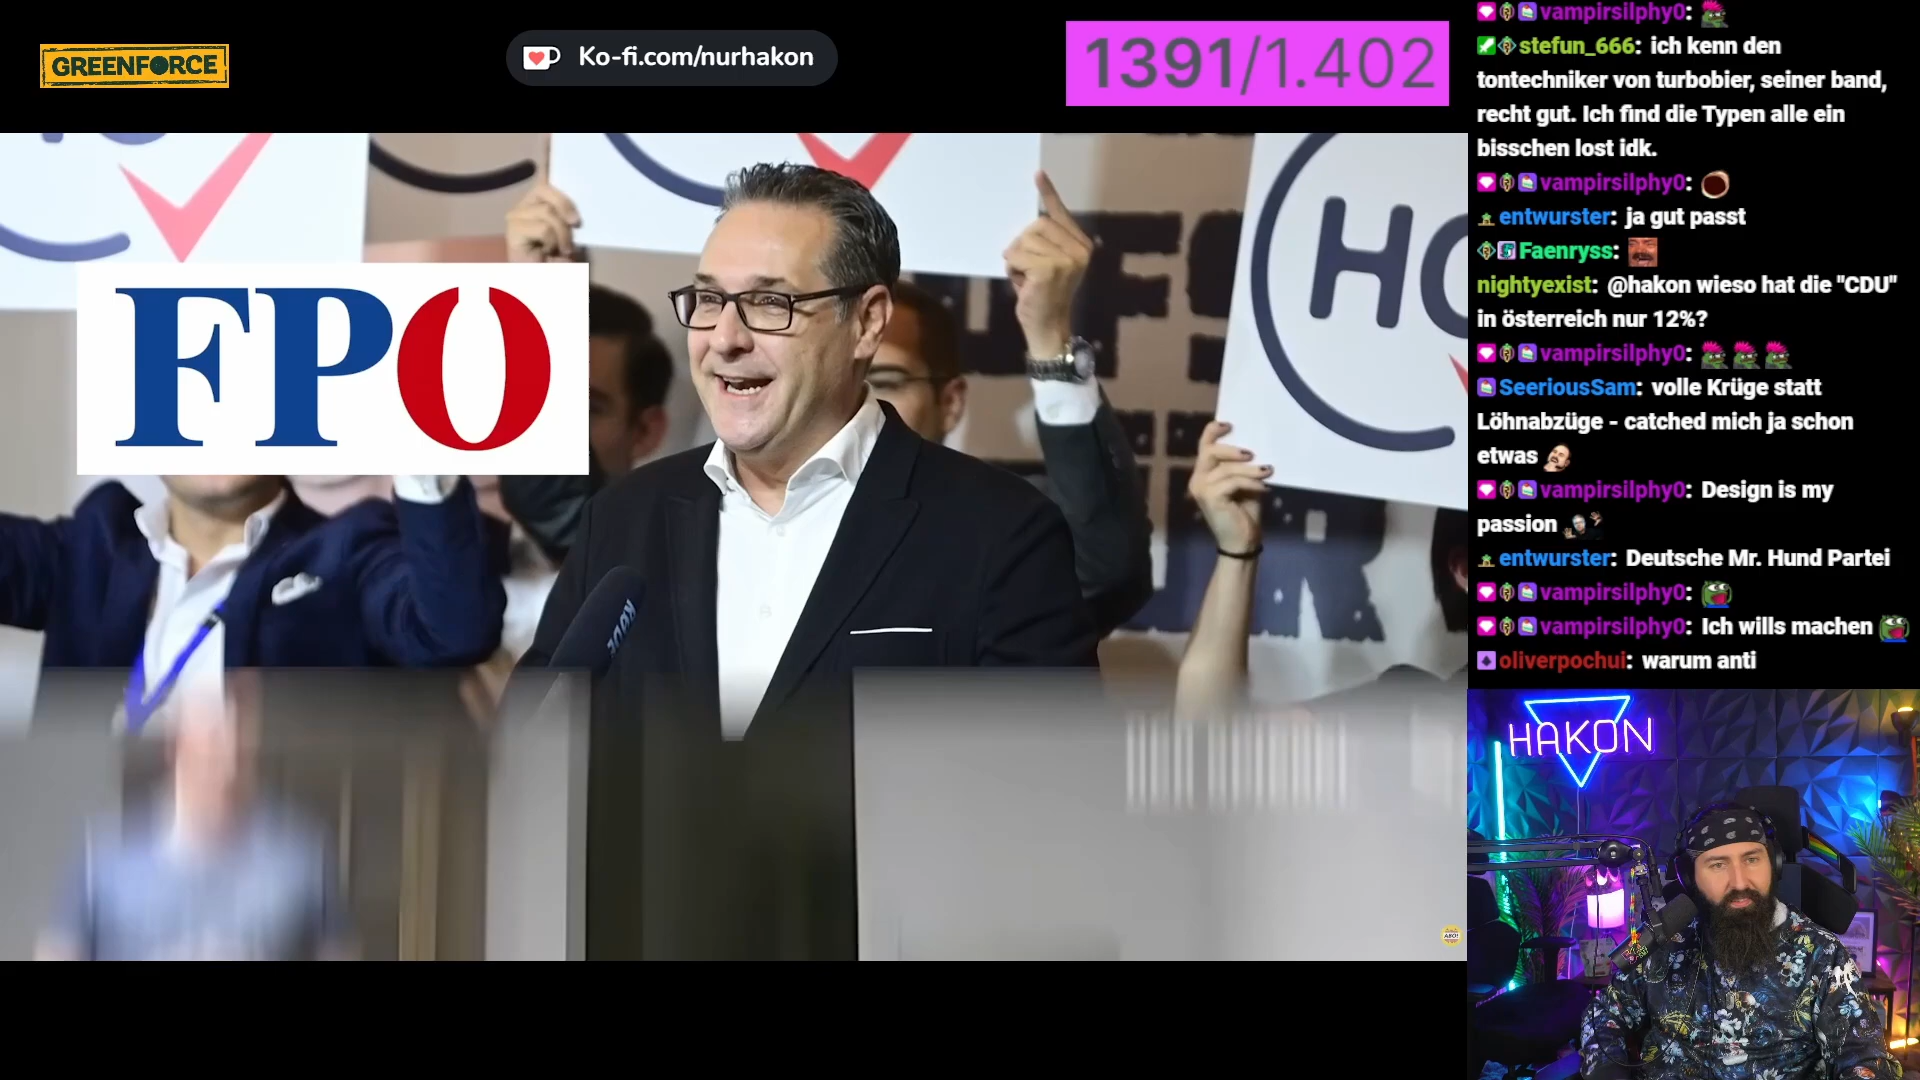 GREENFORCE
Ko-fi.com/nurhakon
1391/1.402
HO
FPÖ
RØDE
ABO!
vampirsilphy0:
stefun_666: ich kenn den
tontechniker von turbobier, seiner band,
recht gut. Ich find die Typen alle ein
bisschen lost idk.
vampirsilphy0:
entwurster: ja gut passt
Faenryss:
nightyexist: @hakon wieso hat die "CDU"
in österreich nur 12%?
vampirsilphy0:
SeeriousSam: volle Krüge statt
Löhnabzüge - catched mich ja schon
etwas
vampirsilphy0: Design is my
passion
entwurster: Deutsche Mr. Hund Partei
vampirsilphy0:
vampirsilphy0: Ich wills machen
oliverpochui: warum anti
HAKON